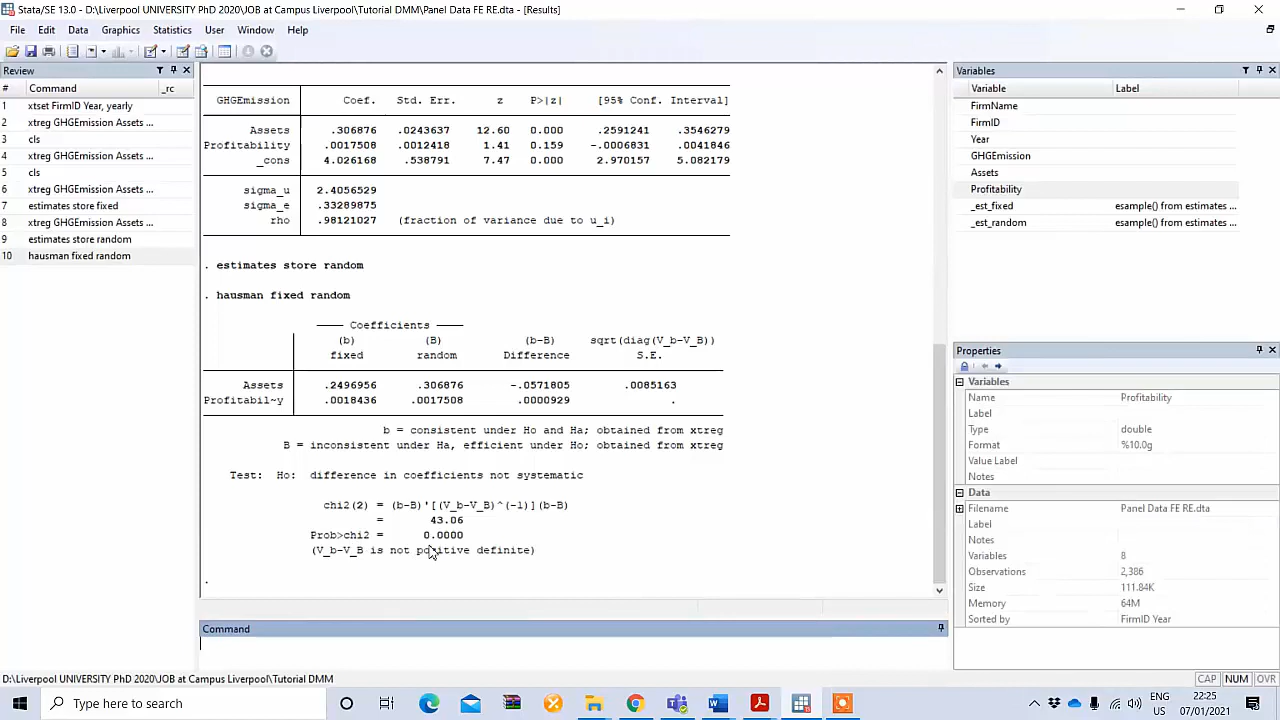 Stata/SE 13.0 - D:\Liverpool UNIVERSITY PhD 2020\JOB at Campus Liverpool\Tutorial DMM\Panel Data FE RE.dta - [Results]
File Edit Data Graphics Statistics User Window Help
Review
# Command _rc
1 xtset FirmID Year, yearly
2 xtreg GHGEmission Assets ...
3 cls
4 xtreg GHGEmission Assets ...
5 cls
6 xtreg GHGEmission Assets ...
7 estimates store fixed
8 xtreg GHGEmission Assets ...
9 estimates store random
10 hausman fixed random
GHGEmission Coef. Std. Err. z P>|z| [95% Conf. Interval]
Assets .306876 .0243637 12.60 0.000 .2591241 .3546279
Profitability .0017508 .0012418 1.41 0.159 -.0006831 .0041846
_cons 4.026168 .538791 7.47 0.000 2.970157 5.082179
sigma_u 2.4056529
sigma_e .33289875
rho .98121027 (fraction of variance due to u_i)
. estimates store random
. hausman fixed random
Coefficients
(b) (B) (b-B) sqrt(diag(V_b-V_B))
fixed random Difference S.E.
Assets .2496956 .306876 -.0571805 .0085163
Profitabil~y .0018436 .0017508 .0000929 .
b = consistent under Ho and Ha; obtained from xtreg
B = inconsistent under Ha, efficient under Ho; obtained from xtreg
Test: Ho: difference in coefficients not systematic
chi2(2) = (b-B)'[(V_b-V_B)^(-1)](b-B)
= 43.06
Prob>chi2 = 0.0000
(V_b-V_B is not positive definite)
.
Command
Variables
Variable Label
FirmName
FirmID
Year
GHGEmission
Assets
Profitability
_est_fixed esample() from estimates ...
_est_random esample() from estimates ...
Properties
Variables
Name Profitability
Label
Type double
Format %10.0g
Value Label
Notes
Data
Filename Panel Data FE RE.dta
Label
Notes
Variables 8
Observations 2,386
Size 111.84K
Memory 64M
Sorted by FirmID Year
D:\Liverpool UNIVERSITY PhD 2020\JOB at Campus Liverpool\Tutorial DMM
CAP NUM OVR
Type here to search
ENG
US
22:25
07/01/2021